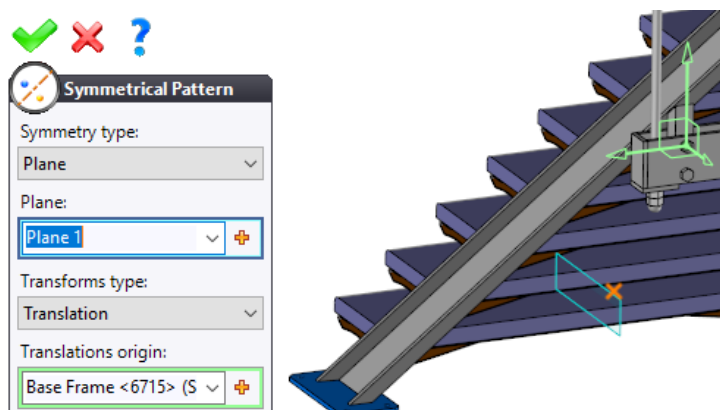 ?
Symmetrical Pattern
Symmetry type:
Plane
Plane:
Plane 1
Transforms type:
Translation
Translations origin:
Base Frame <6715> (S